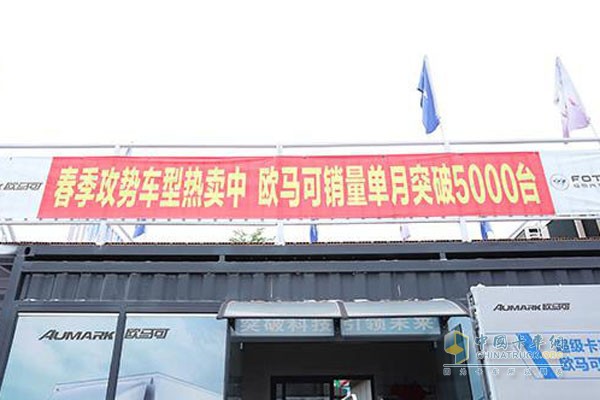 欧马可
春季攻势车型热卖中 欧马可销量单月突破5000台
FOT
突破科技 引领未来
AUMARK 欧马可
AUMARK 欧马可
超级卡
欧马可
中国卡车网
CHINATRUCK.COM